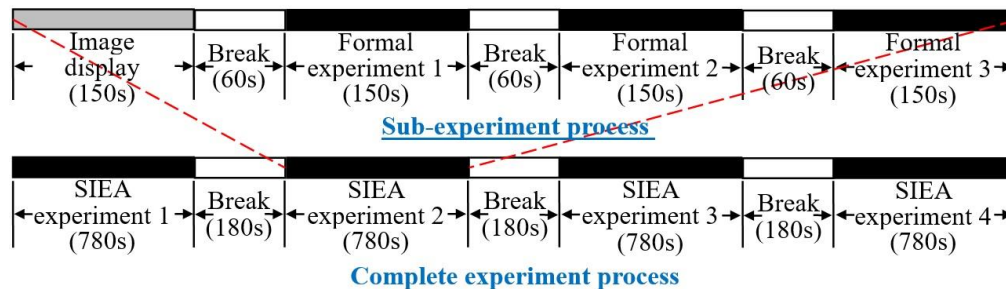 Image display (150s)
Break (60s)
Formal experiment 1 (150s)
Break (60s)
Formal experiment 2 (150s)
Break (60s)
Formal experiment 3 (150s)
Sub-experiment process
SIEA experiment 1 (780s)
Break (180s)
SIEA experiment 2 (780s)
Break (180s)
SIEA experiment 3 (780s)
Break (180s)
SIEA experiment 4 (780s)
Complete experiment process